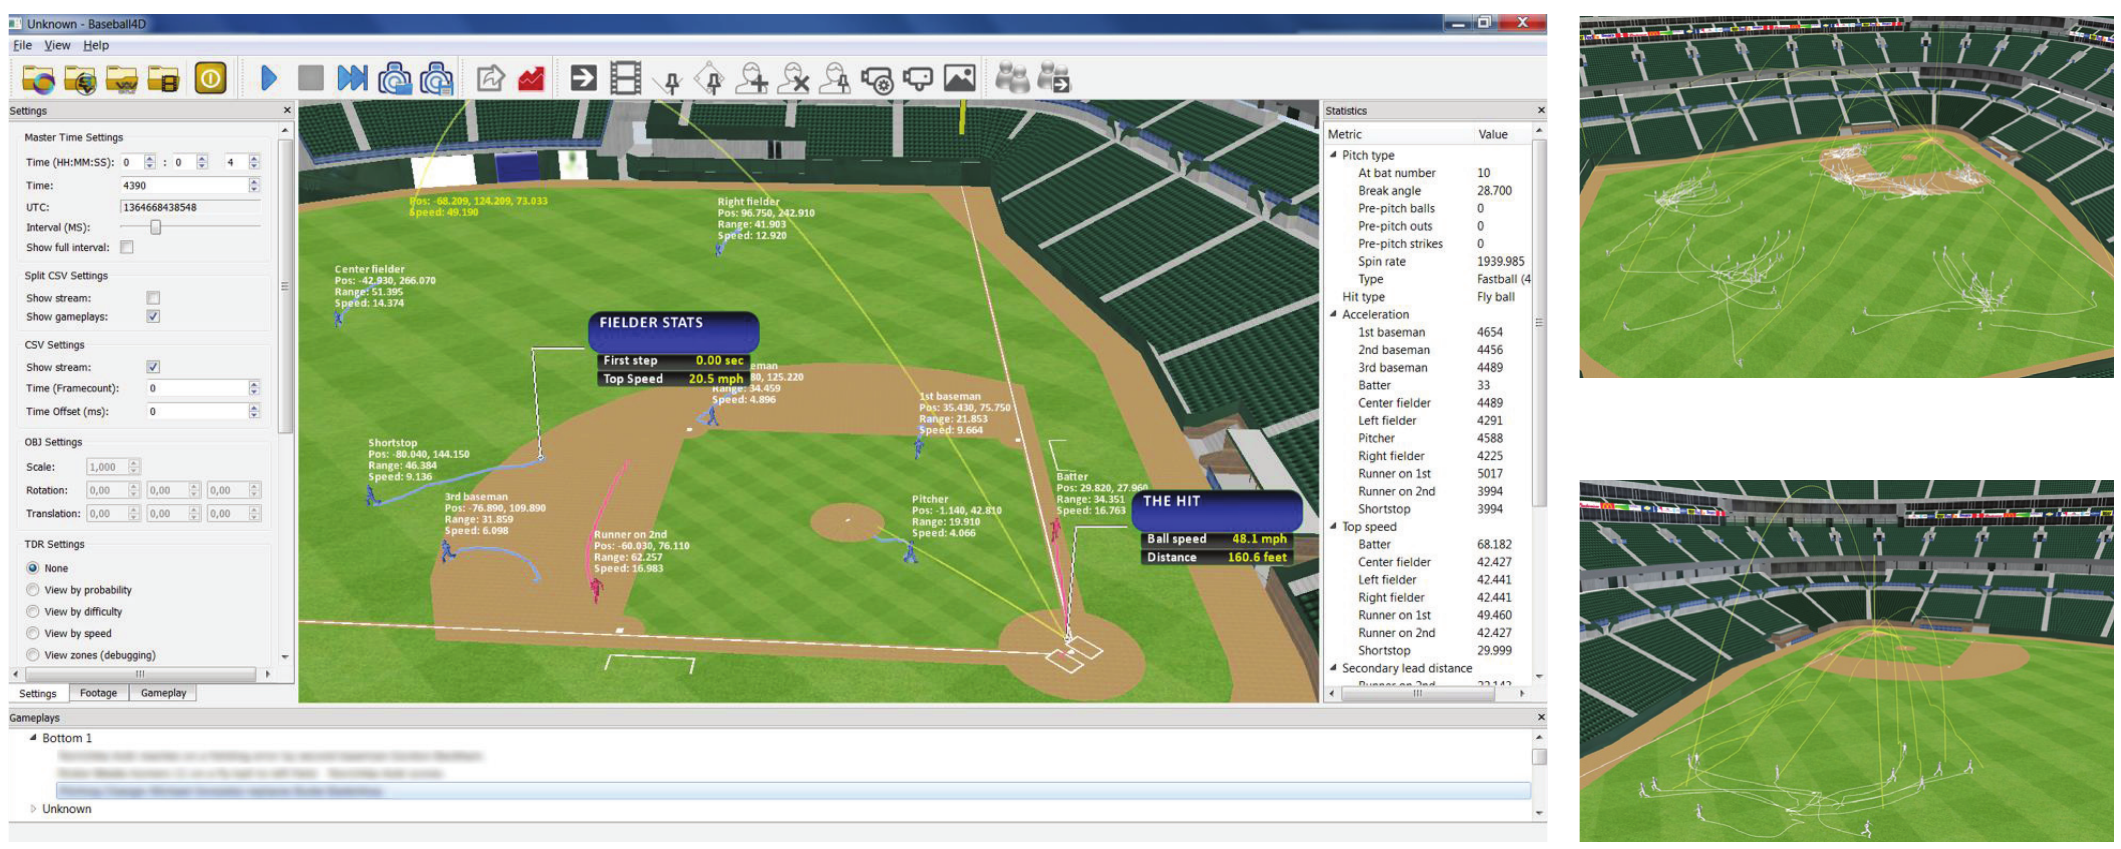 Unknown - Baseball4D
File View Help
Settings
Master Time Settings
Time (HH:MM:SS): 0 : 0 4
Time: 4390
UTC: 1364668438548
Interval (MS):
Show full interval:
Split CSV Settings
Show stream:
Show gameplays:
CSV Settings
Show stream:
Time (Framecount): 0
Time Offset (ms): 0
OBJ Settings
Scale: 1,000
Rotation: 0,00 0,00 0,00
Translation: 0,00 0,00 0,00
TDR Settings
None
View by probability
View by difficulty
View by speed
View zones (debugging)
Settings Footage Gameplay
Pos: -68.209, 124.209, 73.033
Speed: 49.190
Right fielder
Pos: 96.750, 242.910
Range: 41.903
Speed: 12.920
Center fielder
Pos: -42.930, 266.070
Range: 51.395
Speed: 14.374
FIELDER STATS
First step 0.00 sec
Top Speed 20.5 mph
eman
80, 125.220
Range: 34.459
Speed: 4.896
1st baseman
Pos: 35.430, 75.750
Range: 21.853
Speed: 9.664
Shortstop
Pos: -80.040, 144.150
Range: 46.384
Speed: 9.136
3rd baseman
Pos: -76.890, 109.890
Range: 31.859
Speed: 6.098
Runner on 2nd
Pos: -60.030, 76.110
Range: 62.257
Speed: 16.983
Pitcher
Pos: -1.140, 42.810
Range: 19.910
Speed: 4.066
Batter
Pos: 29.820, 27.960
Range: 34.351
Speed: 16.763
THE HIT
Ball speed 48.1 mph
Distance 160.6 feet
Statistics
Metric Value
Pitch type
At bat number 10
Break angle 28.700
Pre-pitch balls 0
Pre-pitch outs 0
Pre-pitch strikes 0
Spin rate 1939.985
Type Fastball (4
Hit type Fly ball
Acceleration
1st baseman 4654
2nd baseman 4456
3rd baseman 4489
Batter 33
Center fielder 4489
Left fielder 4291
Pitcher 4588
Right fielder 4225
Runner on 1st 5017
Runner on 2nd 3994
Shortstop 3994
Top speed
Batter 68.182
Center fielder 42.427
Left fielder 42.441
Right fielder 42.441
Runner on 1st 49.460
Runner on 2nd 42.427
Shortstop 29.999
Secondary lead distance
Runner on 2nd 22.142
Gameplays
Bottom 1
Unknown